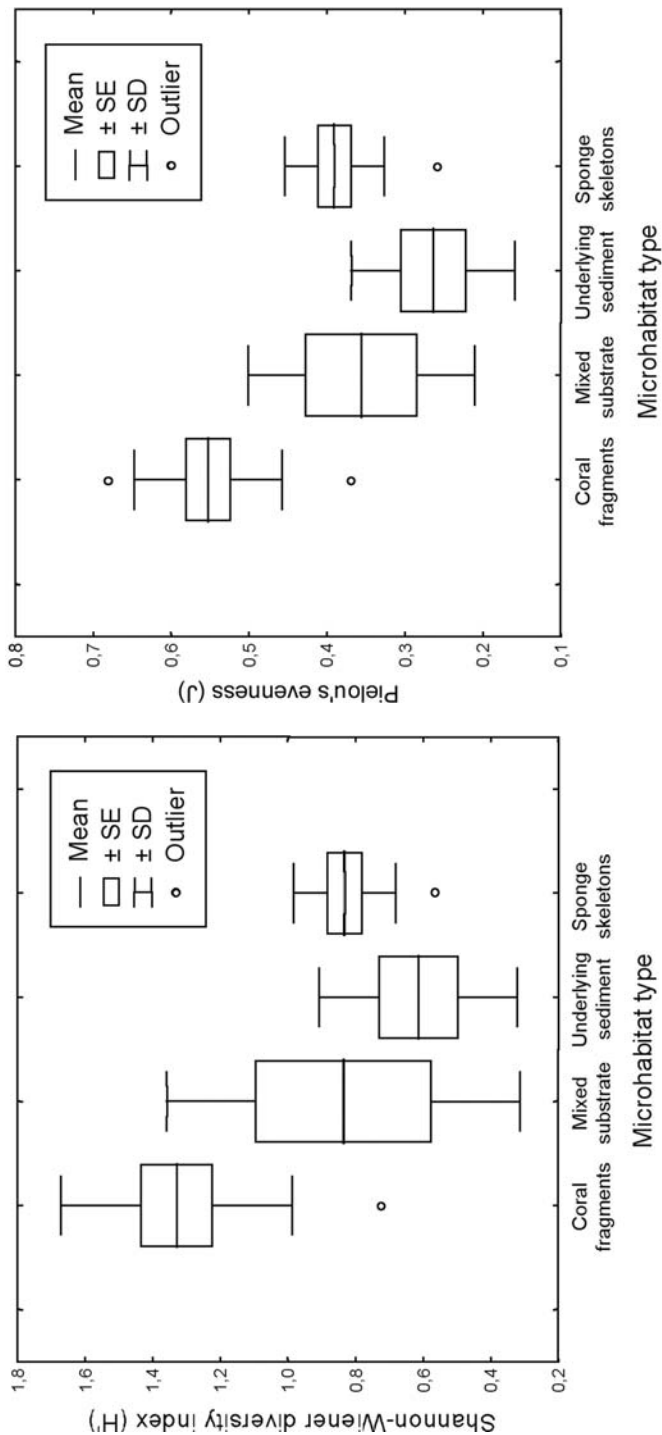 Shannon-Wiener diversity index (H')
1,8
1,6
1,4
1,2
1,0
0,8
0,6
0,4
0,2
Mean
± SE
± SD
Outlier
Coral
fragments
Mixed
substrate
Underlying
sediment
Sponge
skeletons
Microhabitat type
Pielou's evenness (J)
0,8
0,7
0,6
0,5
0,4
0,3
0,2
0,1
Mean
± SE
± SD
Outlier
Coral
fragments
Mixed
substrate
Underlying
sediment
Sponge
skeletons
Microhabitat type